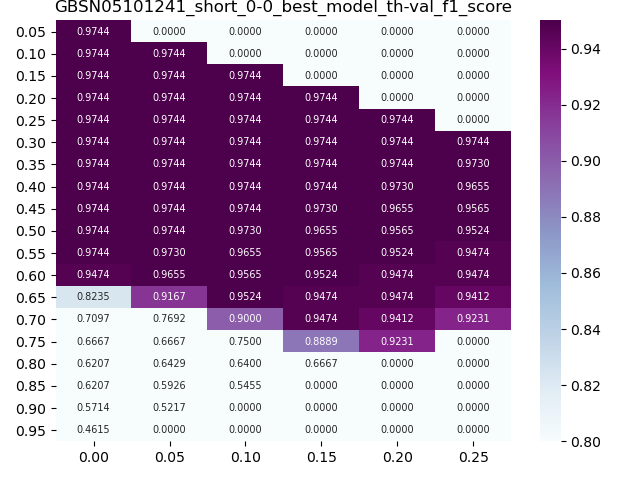 GBSN05101241_short_0-0_best_model_th-val_f1_score
0.05 0.9744 0.0000 0.0000 0.0000 0.0000 0.0000
0.10 0.9744 0.9744 0.0000 0.0000 0.0000 0.0000
0.15 0.9744 0.9744 0.9744 0.0000 0.0000 0.0000
0.20 0.9744 0.9744 0.9744 0.9744 0.0000 0.0000
0.25 0.9744 0.9744 0.9744 0.9744 0.9744 0.0000
0.30 0.9744 0.9744 0.9744 0.9744 0.9744 0.9744
0.35 0.9744 0.9744 0.9744 0.9744 0.9744 0.9730
0.40 0.9744 0.9744 0.9744 0.9744 0.9730 0.9655
0.45 0.9744 0.9744 0.9744 0.9730 0.9655 0.9565
0.50 0.9744 0.9744 0.9730 0.9655 0.9565 0.9524
0.55 0.9744 0.9730 0.9655 0.9565 0.9524 0.9474
0.60 0.9474 0.9655 0.9565 0.9524 0.9474 0.9474
0.65 0.8235 0.9167 0.9524 0.9474 0.9474 0.9412
0.70 0.7097 0.7692 0.9000 0.9474 0.9412 0.9231
0.75 0.6667 0.6667 0.7500 0.8889 0.9231 0.0000
0.80 0.6207 0.6429 0.6400 0.6667 0.0000 0.0000
0.85 0.6207 0.5926 0.5455 0.0000 0.0000 0.0000
0.90 0.5714 0.5217 0.0000 0.0000 0.0000 0.0000
0.95 0.4615 0.0000 0.0000 0.0000 0.0000 0.0000
0.00 0.05 0.10 0.15 0.20 0.25
0.94
0.92
0.90
0.88
0.86
0.84
0.82
0.80